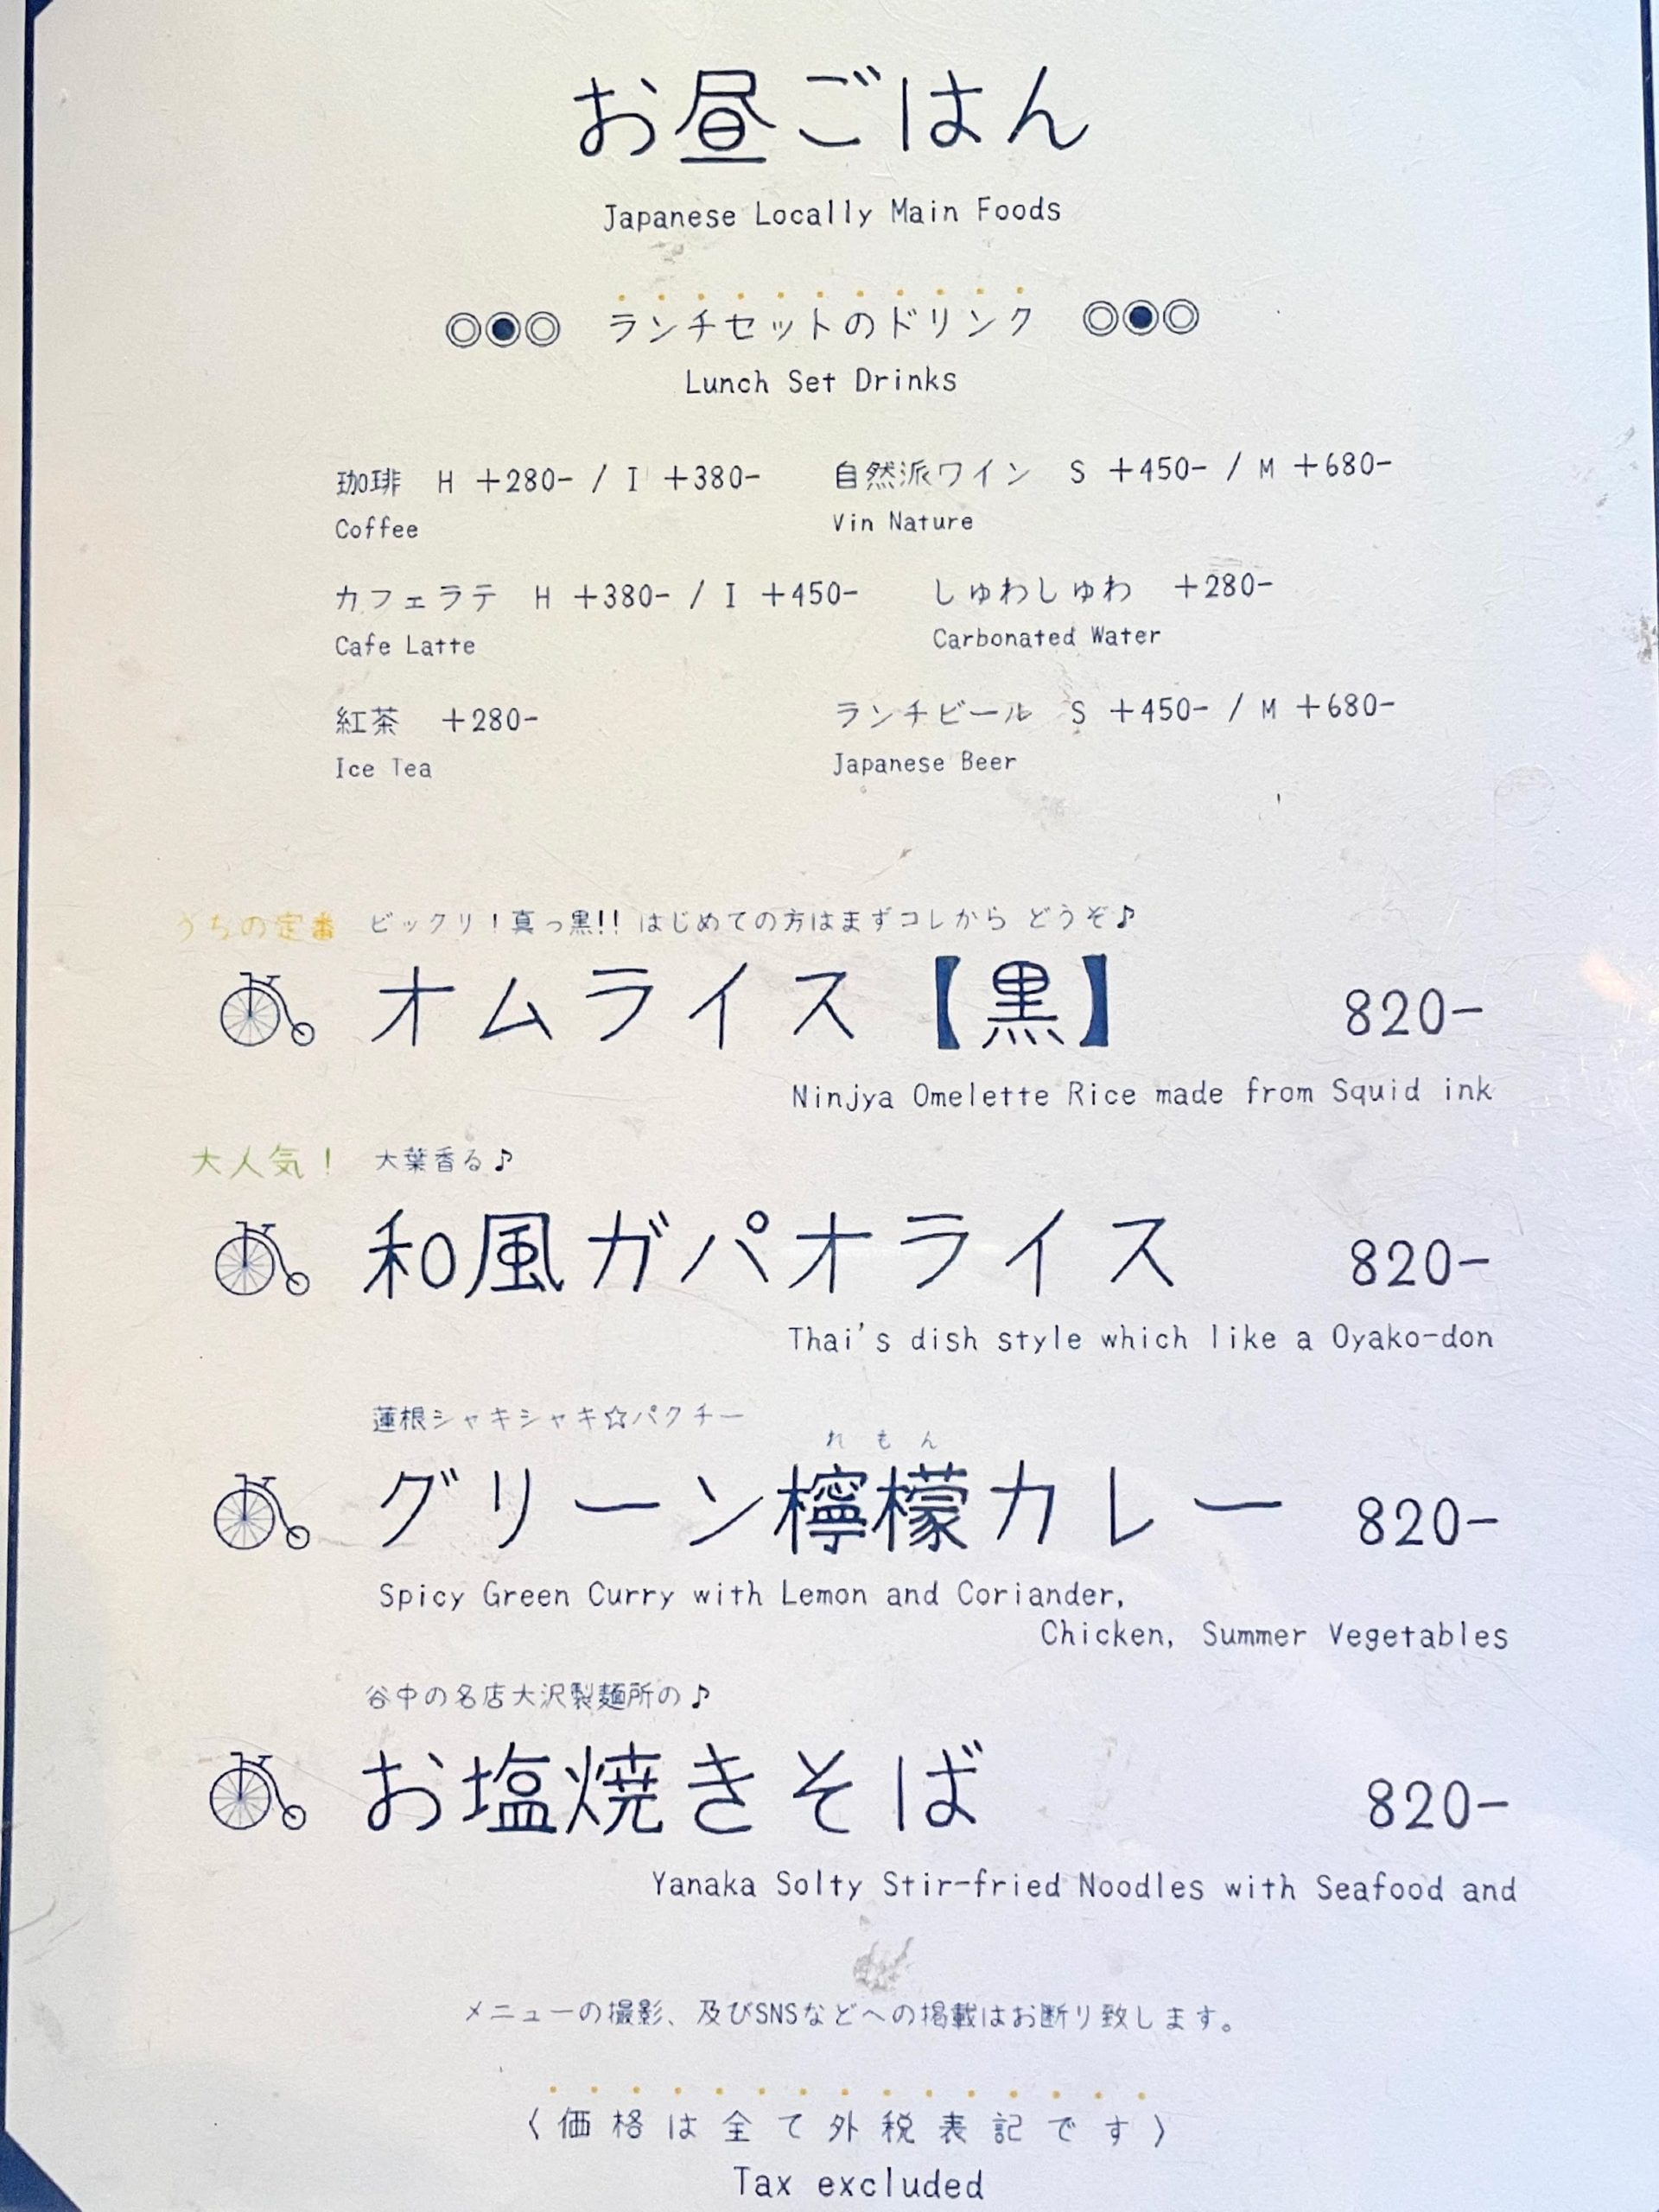 お昼ごはん
Japanese Locally Main Foods
◎◉◎ ランチセットのドリンク ◎◉◎
Lunch Set Drinks
珈琲 H +280- / I +380-
Coffee
自然派ワイン S +450- / M +680-
Vin Nature
カフェラテ H +380- / I +450-
Cafe Latte
しゅわしゅわ +280-
Carbonated Water
紅茶 +280-
Ice Tea
ランチビール S +450- / M +680-
Japanese Beer
うちの定番 ビックリ!真っ黒!! はじめての方はまずコレから どうぞ♪
オムライス【黒】 820-
Ninjya Omelette Rice made from Squid ink
大人気! 大葉香る♪
和風ガパオライス 820-
Thai's dish style which like a Oyako-don
蓮根シャキシャキ☆パクチー
れもん
グリーン檸檬カレー 820-
Spicy Green Curry with Lemon and Coriander,
Chicken, Summer Vegetables
谷中の名店大沢製麺所の♪
お塩焼きそば 820-
Yanaka Solty Stir-fried Noodles with Seafood and
メニューの撮影、及びSNSなどへの掲載はお断り致します。
〈価格は全て外税表記です〉
Tax excluded